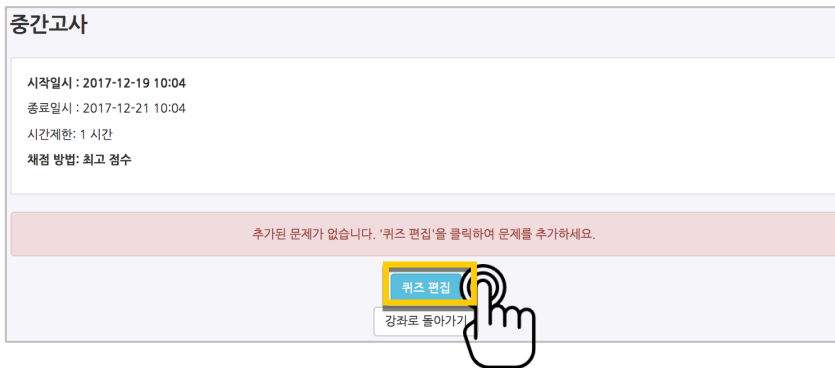 중간고사
시작일시 : 2017-12-19 10:04
종료일시 : 2017-12-21 10:04
시간제한: 1 시간
채점 방법: 최고 점수
추가된 문제가 없습니다. '퀴즈 편집'을 클릭하여 문제를 추가하세요.
퀴즈 편집
강좌로 돌아가기